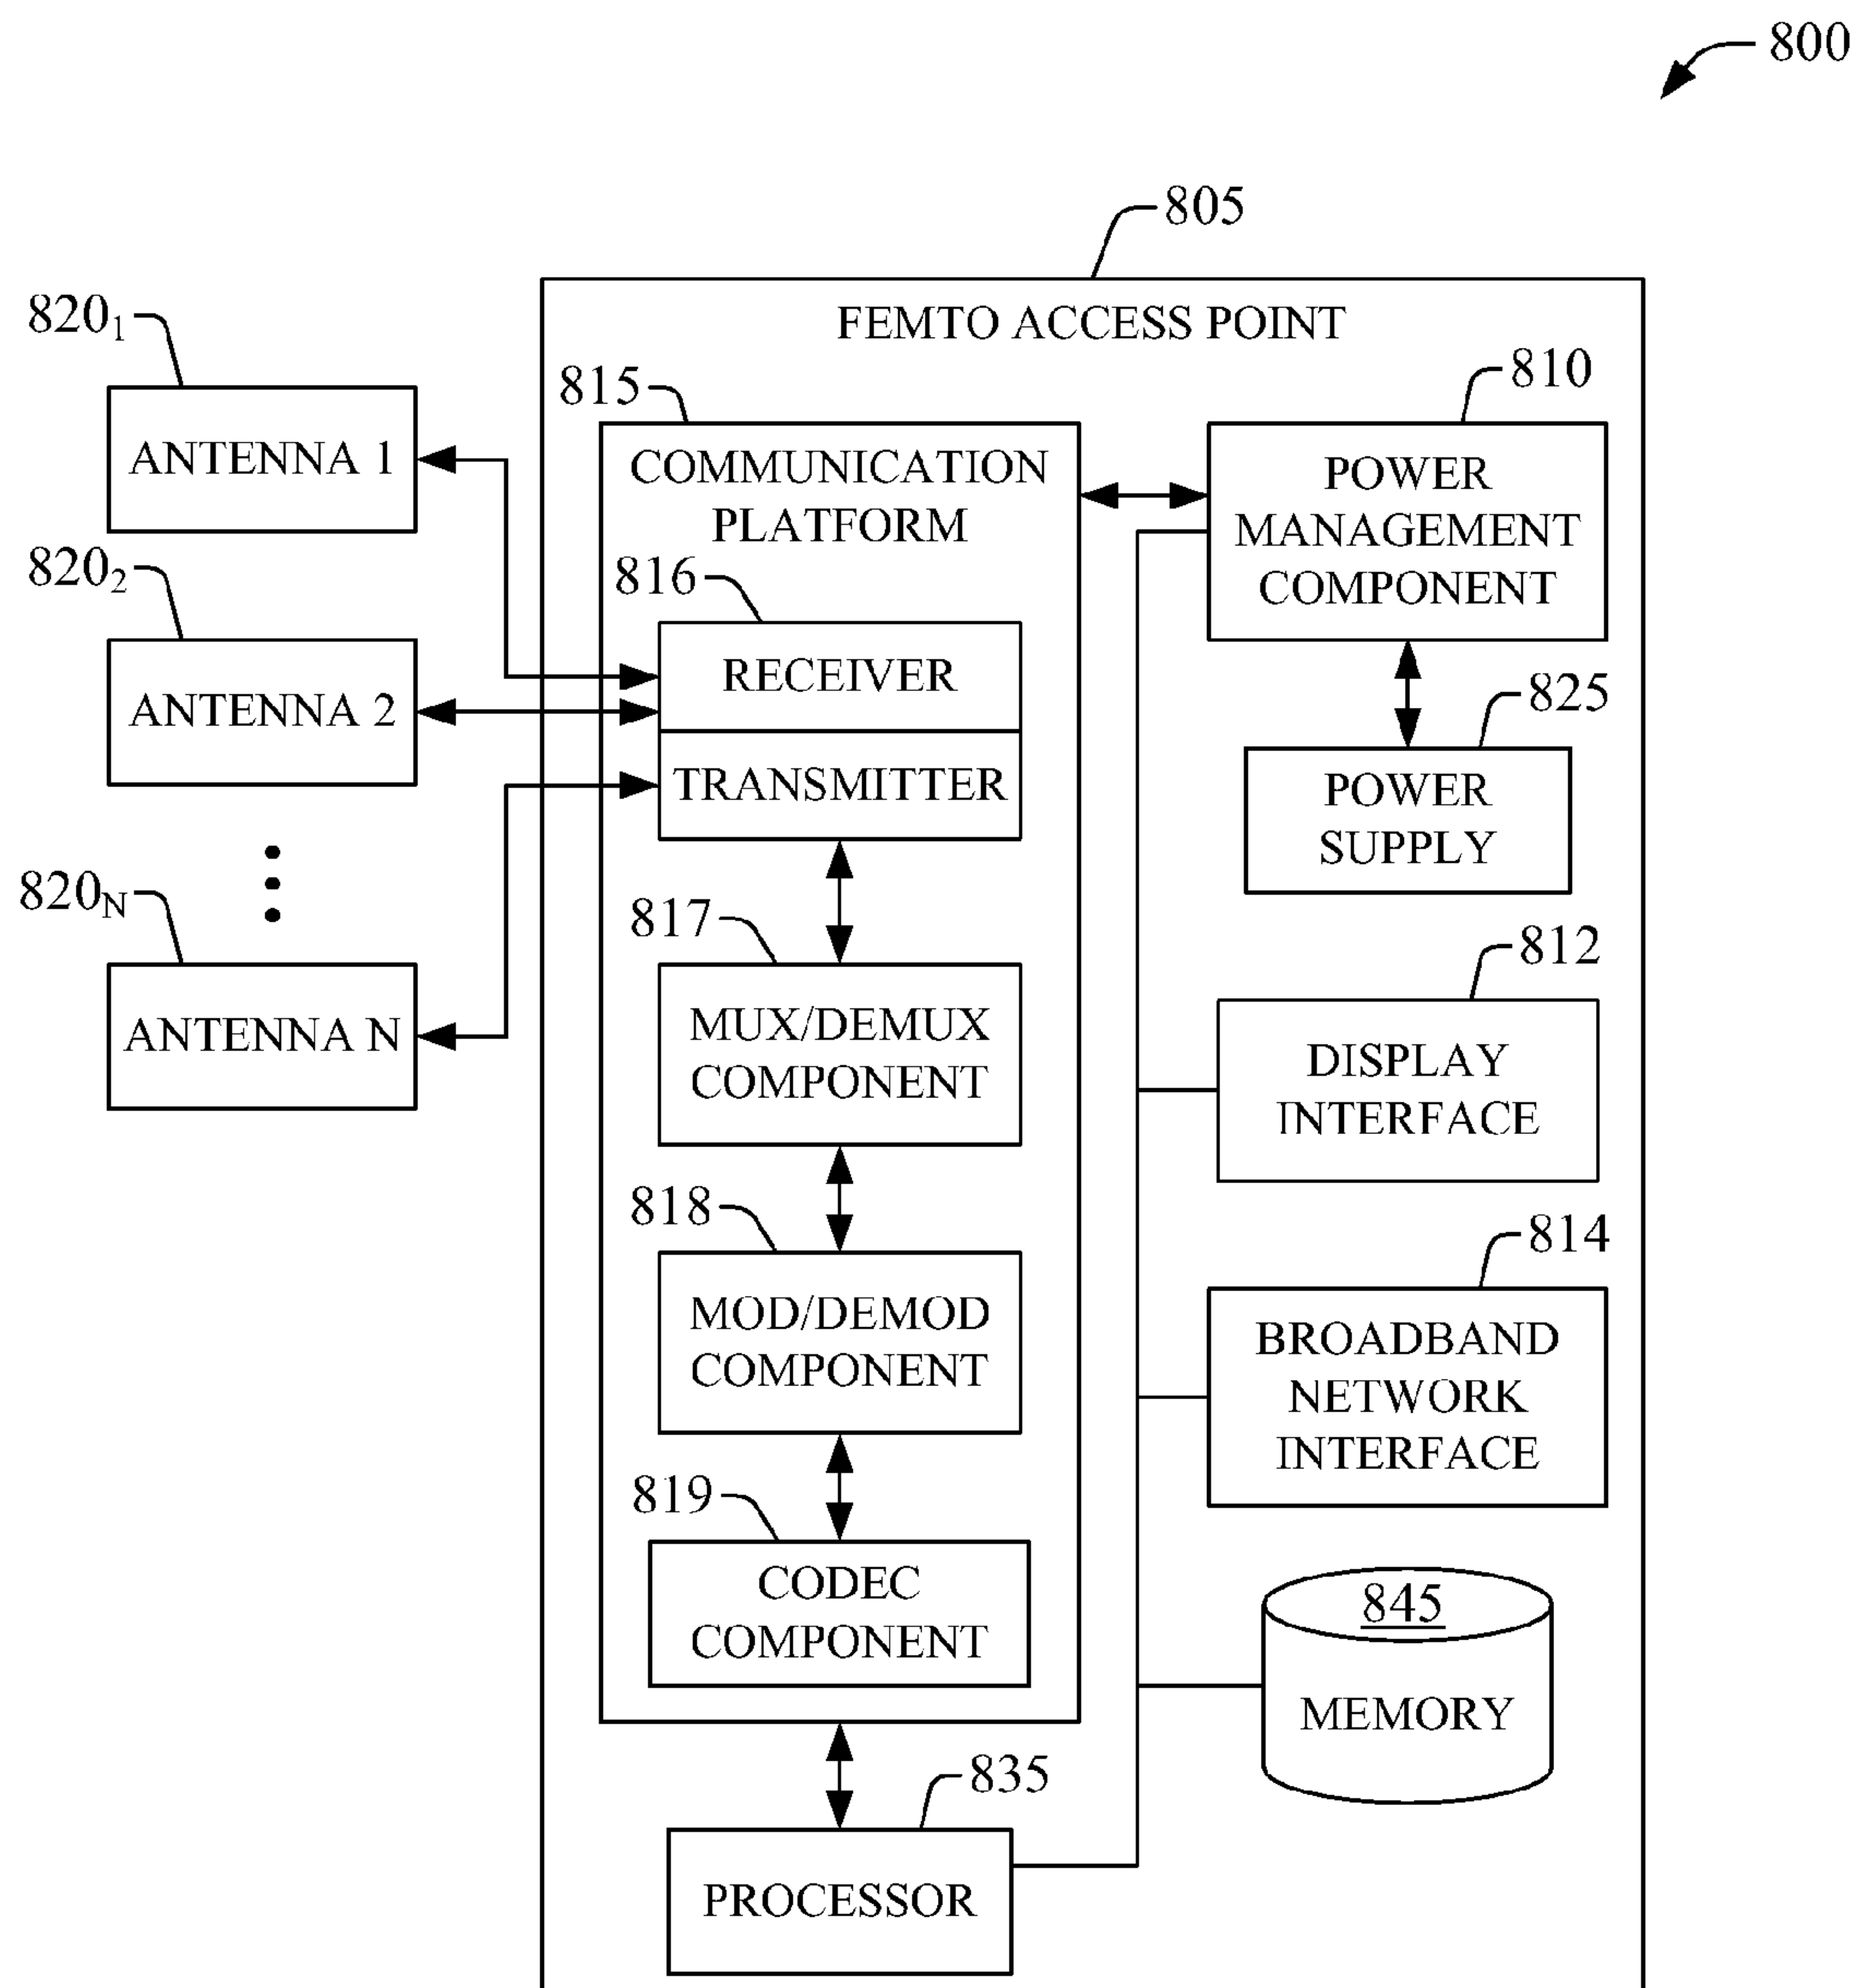 800
805
FEMTO ACCESS POINT
820₁
ANTENNA 1
820₂
ANTENNA 2
820N
ANTENNA N
815
COMMUNICATION
PLATFORM
816
RECEIVER
TRANSMITTER
817
MUX/DEMUX
COMPONENT
818
MOD/DEMOD
COMPONENT
819
CODEC
COMPONENT
835
PROCESSOR
810
POWER
MANAGEMENT
COMPONENT
825
POWER
SUPPLY
812
DISPLAY
INTERFACE
814
BROADBAND
NETWORK
INTERFACE
845
MEMORY